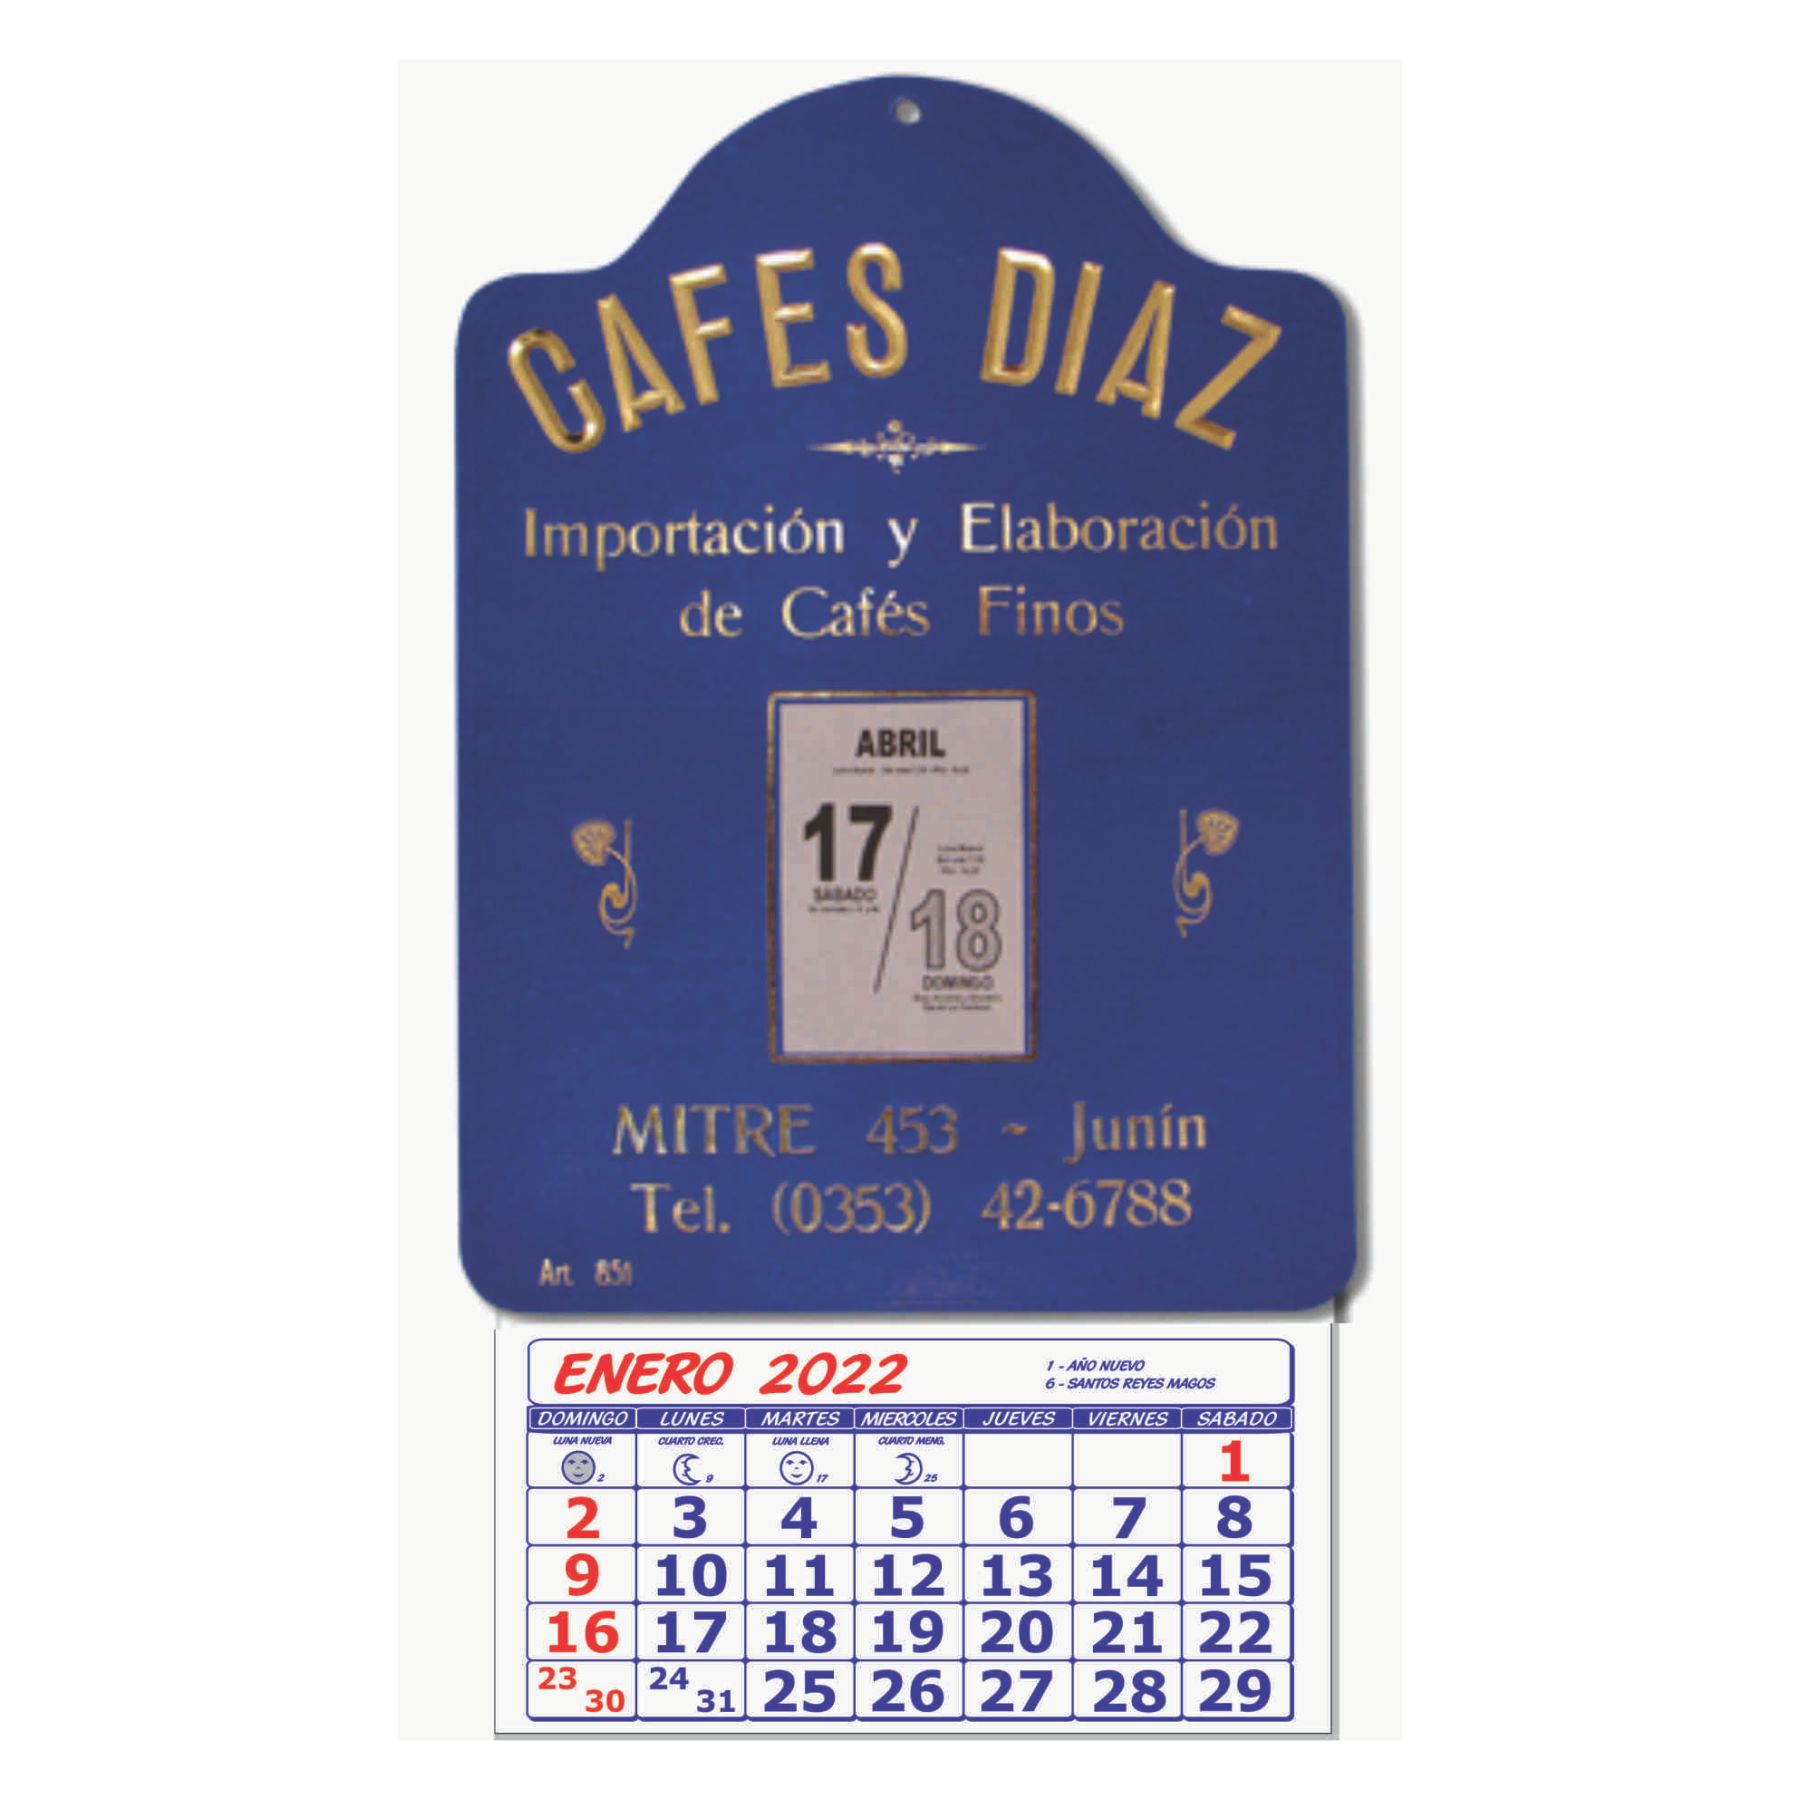 CAFES DIAZ
Importación y Elaboración
de Cafés Finos
ABRIL
17
SABADO
18
DOMINGO
MITRE 453 ~ Junín
Tel. (0353) 42-6788
Art. 851
ENERO 2022
1 - AÑO NUEVO
6 - SANTOS REYES MAGOS
DOMINGO LUNES MARTES MIERCOLES JUEVES VIERNES SABADO
LUNA NUEVA CUARTO CREC. LUNA LLENA CUARTO MENG.
2 9 17 25 1
2 3 4 5 6 7 8
9 10 11 12 13 14 15
16 17 18 19 20 21 22
23 30 24 31 25 26 27 28 29